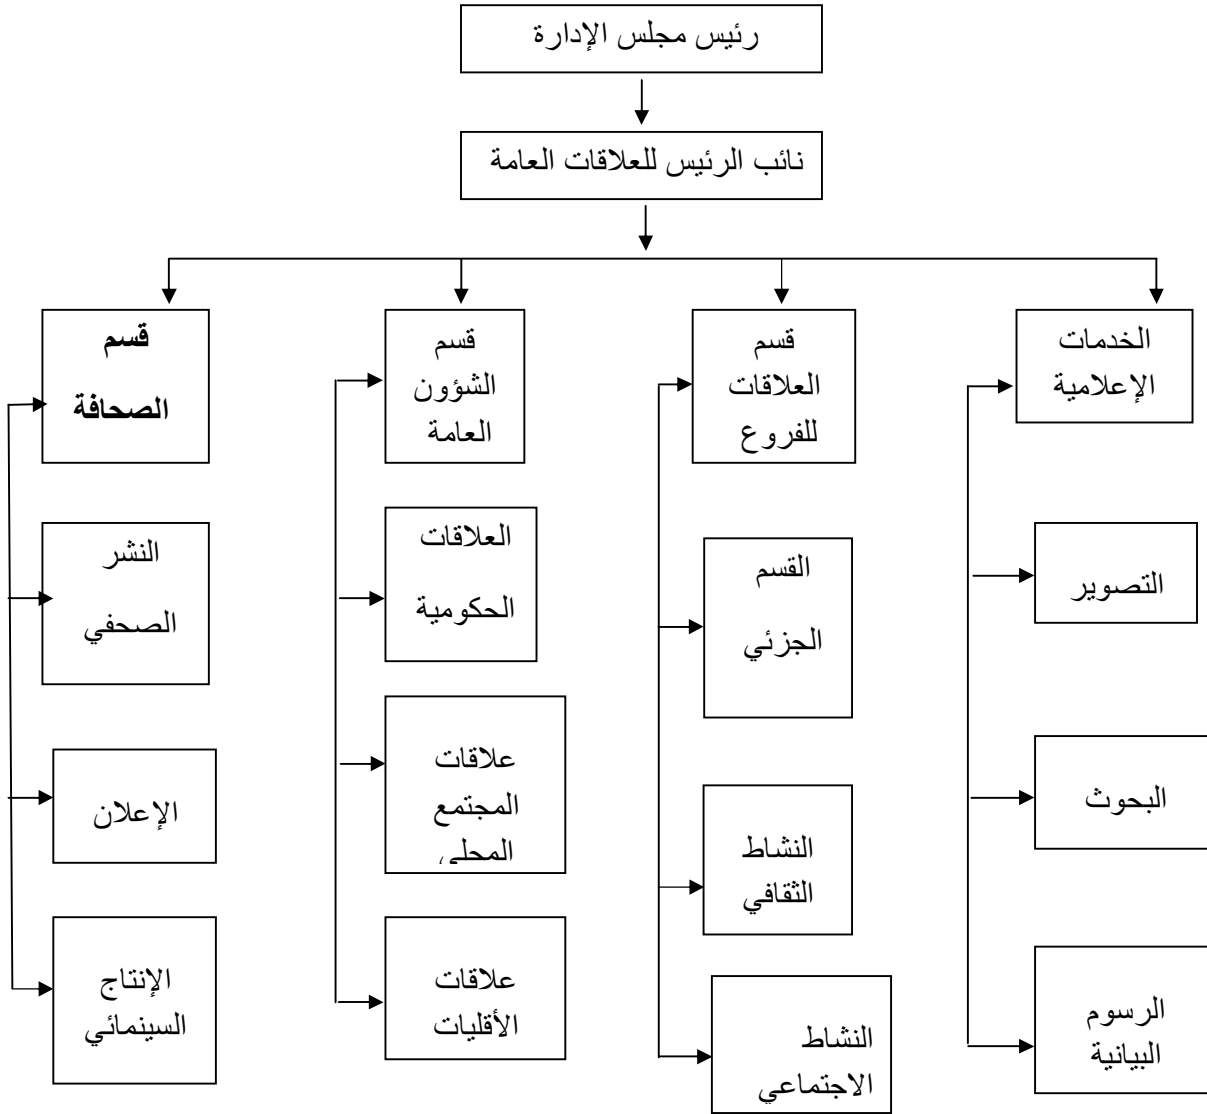 رئيس مجلس الإدارة
نائب الرئيس للعلاقات العامة
الخدمات
الإعلامية
قسم
العلاقات
للفروع
قسم
الشؤون
العامة
قسم
الصحافة
التصوير
القسم
الجزئي
العلاقات
الحكومية
النشر
الصحفي
البحوث
النشاط
الثقافي
علاقات
المجتمع
المحلي
الإعلان
الرسوم
البيانية
النشاط
الاجتماعي
علاقات
الأقليات
الإنتاج
السينمائي